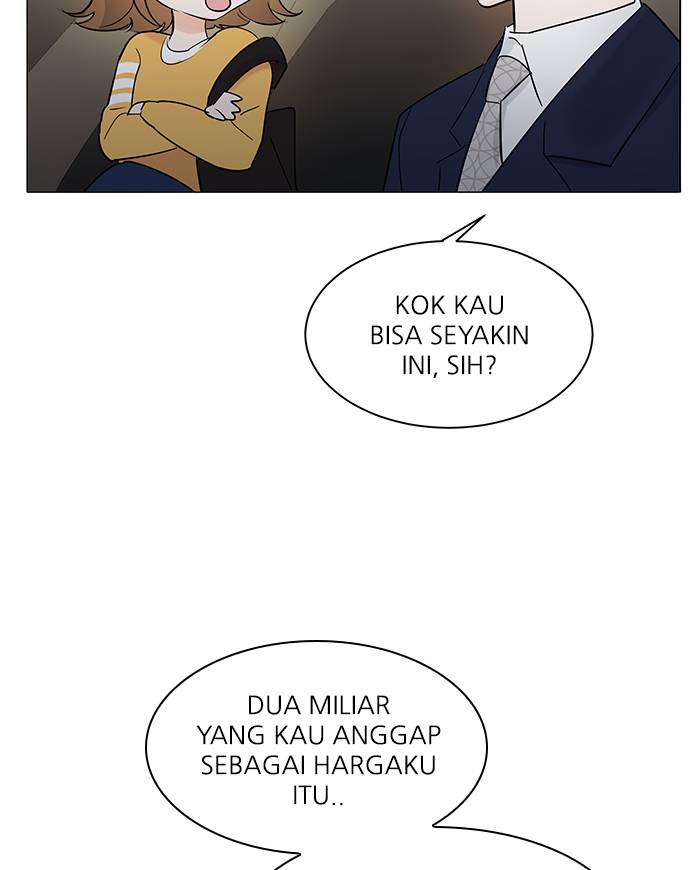 KOK KAU
BISA SEYAKIN
INI, SIH?
DUA MILIAR
YANG KAU ANGGAP
SEBAGAI HARGAKU
ITU..